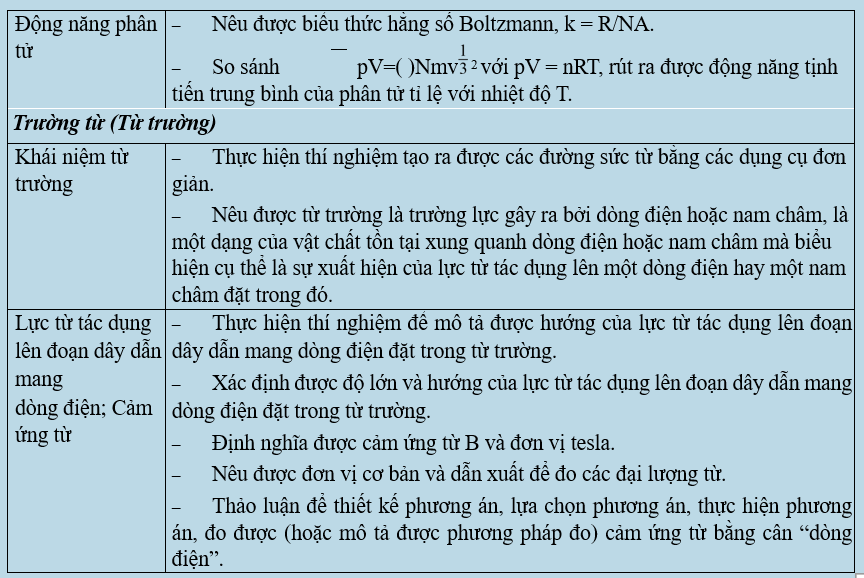 Động năng phân
tử
– Nêu được biểu thức hằng số Boltzmann, k = R/NA.
– So sánh pV=( )Nmv1/3 2 với pV = nRT, rút ra được động năng tịnh
tiến trung bình của phân tử tỉ lệ với nhiệt độ T.
Trường từ (Từ trường)
Khái niệm từ
trường
– Thực hiện thí nghiệm tạo ra được các đường sức từ bằng các dụng cụ đơn
giản.
– Nêu được từ trường là trường lực gây ra bởi dòng điện hoặc nam châm, là
một dạng của vật chất tồn tại xung quanh dòng điện hoặc nam châm mà biểu
hiện cụ thể là sự xuất hiện của lực từ tác dụng lên một dòng điện hay một nam
châm đặt trong đó.
Lực từ tác dụng
lên đoạn dây dẫn
mang
dòng điện; Cảm
ứng từ
– Thực hiện thí nghiệm để mô tả được hướng của lực từ tác dụng lên đoạn
dây dẫn mang dòng điện đặt trong từ trường.
– Xác định được độ lớn và hướng của lực từ tác dụng lên đoạn dây dẫn mang
dòng điện đặt trong từ trường.
– Định nghĩa được cảm ứng từ B và đơn vị tesla.
– Nêu được đơn vị cơ bản và dẫn xuất để đo các đại lượng từ.
– Thảo luận để thiết kế phương án, lựa chọn phương án, thực hiện phương
án, đo được (hoặc mô tả được phương pháp đo) cảm ứng từ bằng cân “dòng
điện”.